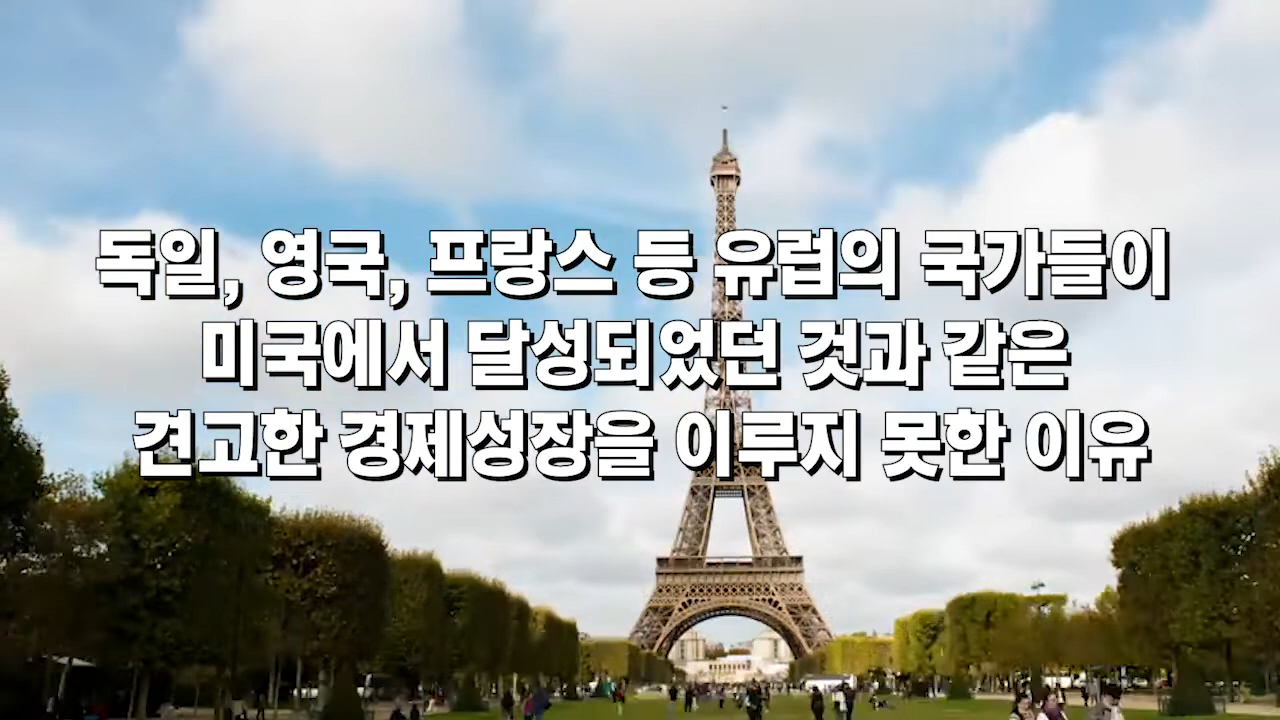 독일, 영국, 프랑스 등 유럽의 국가들이
미국에서 달성되었던 것과 같은
견고한 경제성장을 이루지 못한 이유